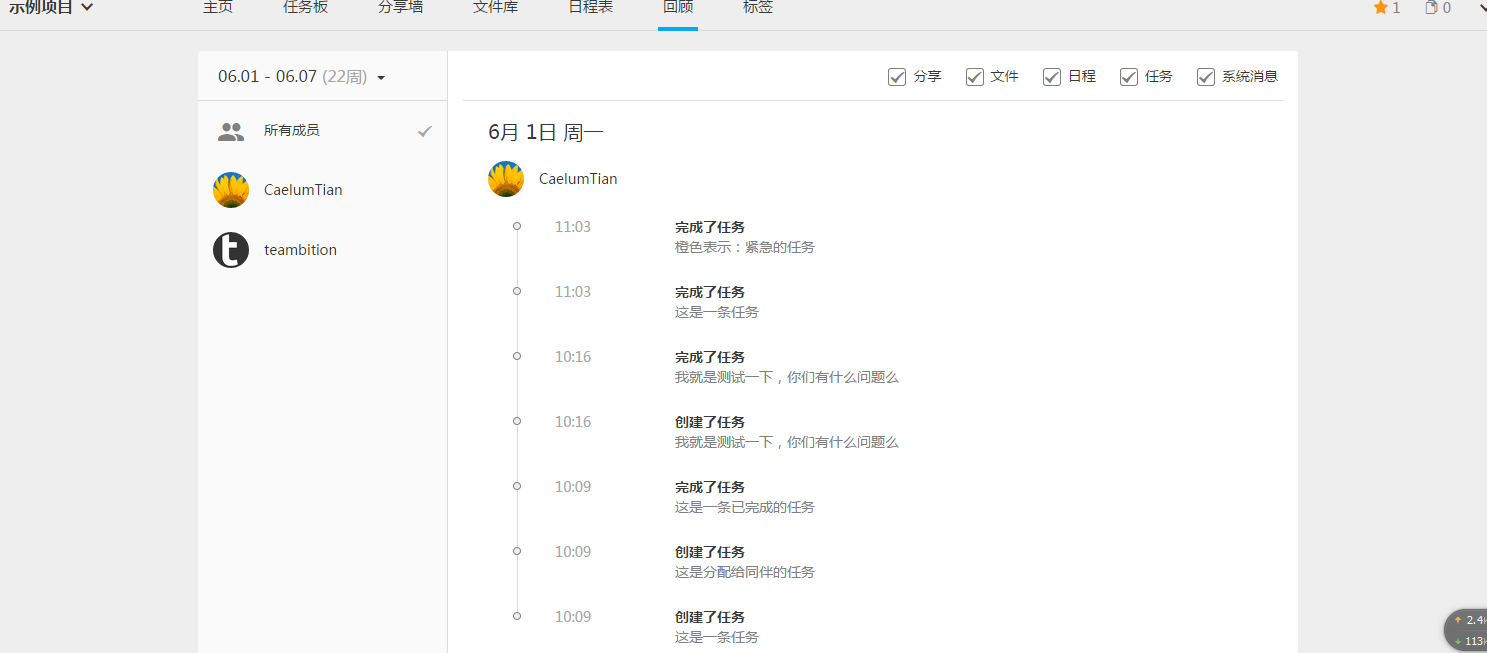 示例项目
主页 任务板 分享墙 文件库 日程表 回顾 标签
1 0
06.01 - 06.07 (22周)
分享 文件 日程 任务 系统消息
所有成员
CaelumTian
teambition
6月 1日 周一
CaelumTian
11:03 完成了任务
橙色表示：紧急的任务
11:03 完成了任务
这是一条任务
10:16 完成了任务
我就是测试一下，你们有什么问题么
10:16 创建了任务
我就是测试一下，你们有什么问题么
10:09 完成了任务
这是一条已完成的任务
10:09 创建了任务
这是分配给同伴的任务
10:09 创建了任务
这是一条任务
2.4
113